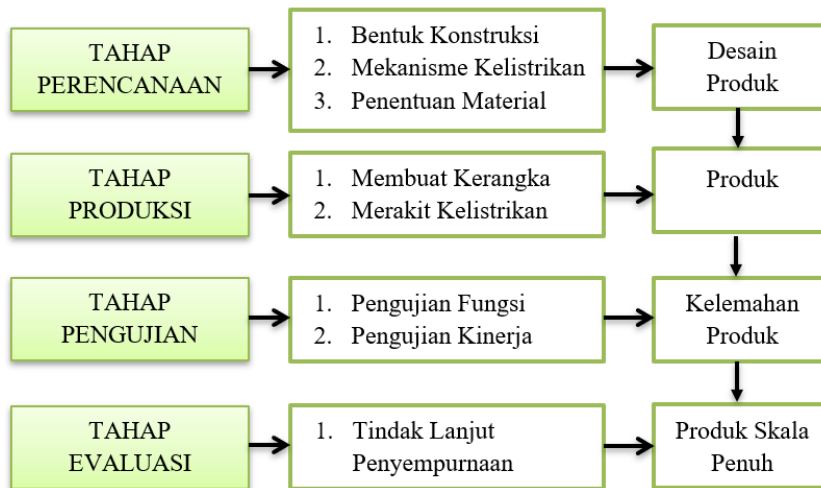 TAHAP
PERENCANAAN
1. Bentuk Konstruksi
2. Mekanisme Kelistrikan
3. Penentuan Material
Desain
Produk
TAHAP
PRODUKSI
1. Membuat Kerangka
2. Merakit Kelistrikan
Produk
TAHAP
PENGUJIAN
1. Pengujian Fungsi
2. Pengujian Kinerja
Kelemahan
Produk
TAHAP
EVALUASI
1. Tindak Lanjut
Penyempurnaan
Produk Skala
Penuh